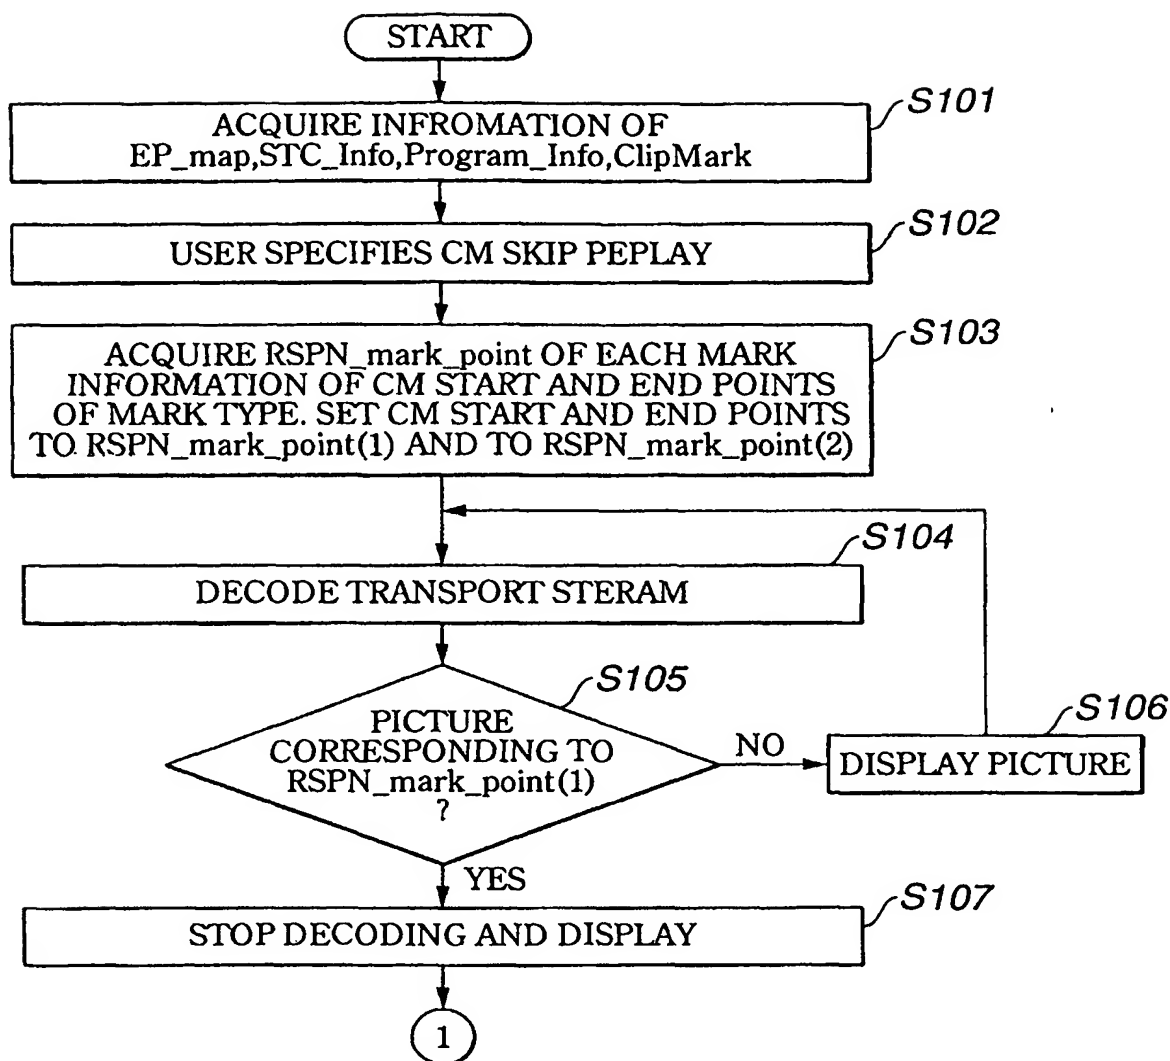 START
S101
ACQUIRE INFROMATION OF
EP_map,STC_Info,Program_Info,ClipMark
S102
USER SPECIFIES CM SKIP PEPLAY
S103
ACQUIRE RSPN_mark_point OF EACH MARK
INFORMATION OF CM START AND END POINTS
OF MARK TYPE. SET CM START AND END POINTS
TO RSPN_mark_point(1) AND TO RSPN_mark_point(2)
S104
DECODE TRANSPORT STERAM
S105
PICTURE
CORRESPONDING TO
RSPN_mark_point(1)
?
NO
S106
DISPLAY PICTURE
YES
S107
STOP DECODING AND DISPLAY
1